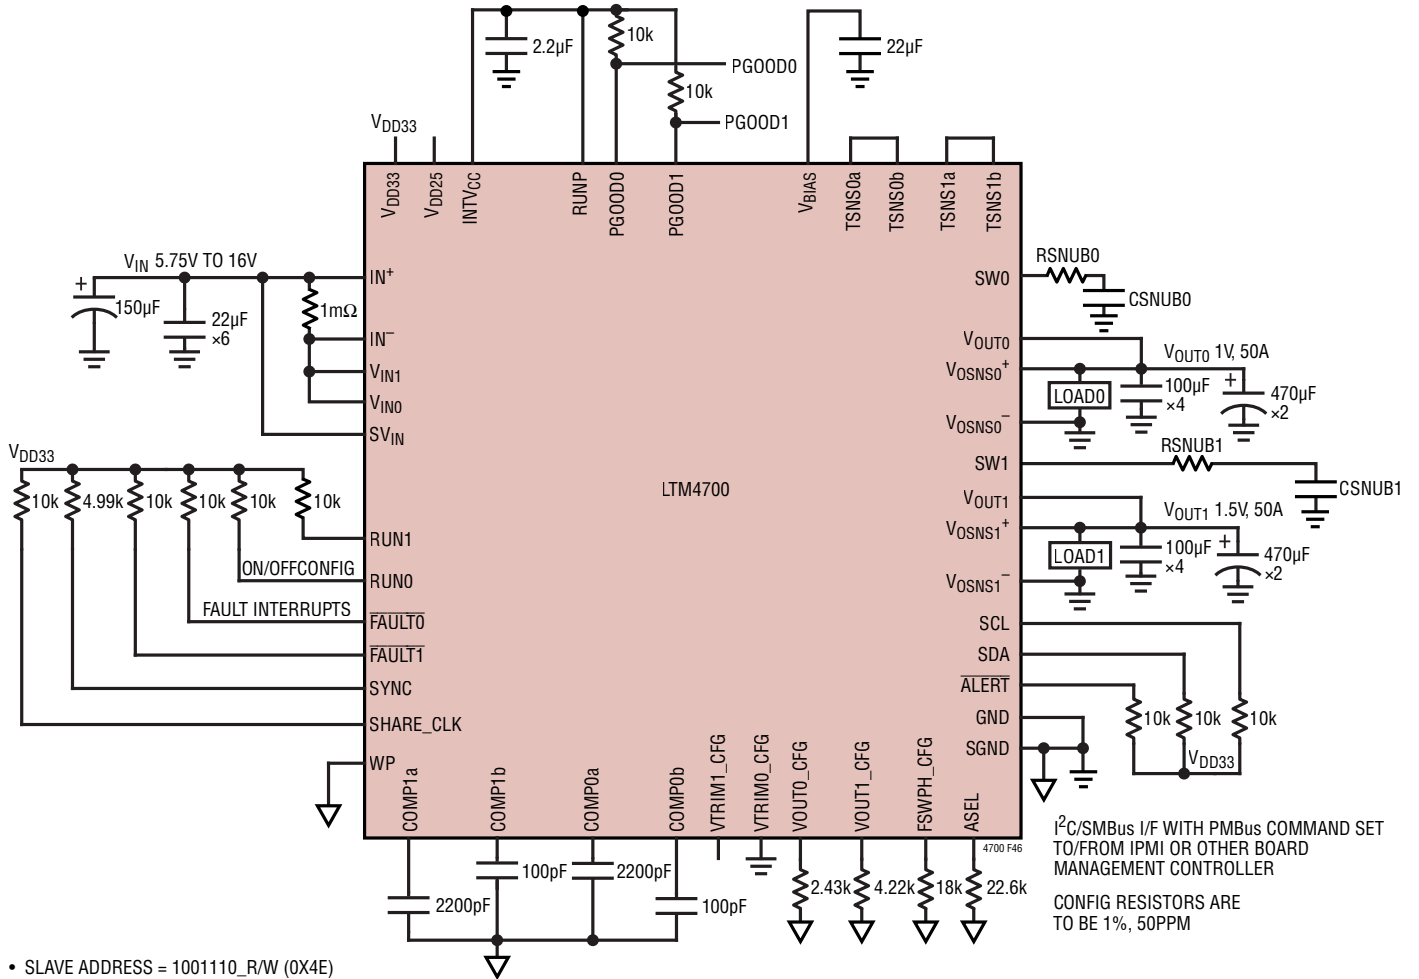 2.2µF
10k
PGOOD0
10k
PGOOD1
22µF
VDD33
VDD33
VDD25
INTVCC
RUNP
PGOOD0
PGOOD1
VBIAS
TSNS0a
TSNS0b
TSNS1a
TSNS1b
VIN 5.75V TO 16V
+
150µF
22µF
×6
1mΩ
IN+
IN–
VIN1
VIN0
SVIN
VDD33
10k
4.99k
10k
10k
10k
10k
RUN1
ON/OFFCONFIG
RUN0
FAULT INTERRUPTS
FAULT0
FAULT1
SYNC
SHARE_CLK
WP
LTM4700
SW0
RSNUB0
CSNUB0
VOUT0
VOSNS0+
VOUT0 1V, 50A
LOAD0
100µF
×4
+
470µF
×2
VOSNS0–
SW1
RSNUB1
CSNUB1
VOUT1
VOSNS1+
VOUT1 1.5V, 50A
LOAD1
100µF
×4
+
470µF
×2
VOSNS1–
SCL
SDA
ALERT
GND
SGND
10k
10k
10k
VDD33
COMP1a
COMP1b
COMP0a
COMP0b
VTRIM1_CFG
VTRIM0_CFG
VOUT0_CFG
VOUT1_CFG
FSWPH_CFG
ASEL
4700 F46
2200pF
100pF
2200pF
100pF
2.43k
4.22k
18k
22.6k
I2C/SMBus I/F WITH PMBus COMMAND SET
TO/FROM IPMI OR OTHER BOARD
MANAGEMENT CONTROLLER
CONFIG RESISTORS ARE
TO BE 1%, 50PPM
• SLAVE ADDRESS = 1001110_R/W (0X4E)